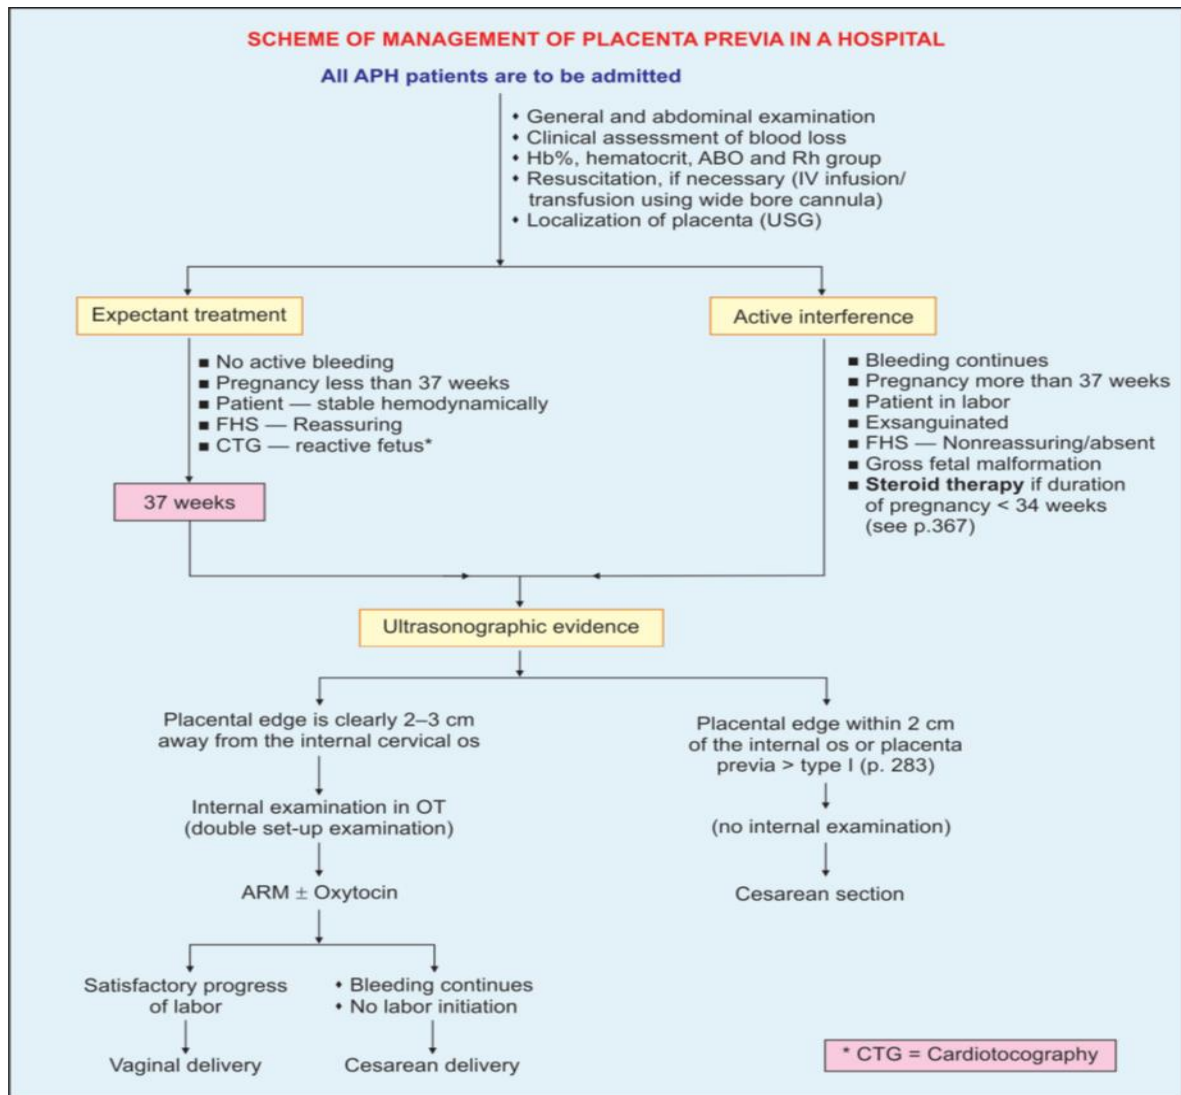 SCHEME OF MANAGEMENT OF PLACENTA PREVIA IN A HOSPITAL
All APH patients are to be admitted
♦ General and abdominal examination
♦ Clinical assessment of blood loss
♦ Hb%, hematocrit, ABO and Rh group
♦ Resuscitation, if necessary (IV infusion/
transfusion using wide bore cannula)
♦ Localization of placenta (USG)
Expectant treatment
■ No active bleeding
■ Pregnancy less than 37 weeks
■ Patient — stable hemodynamically
■ FHS — Reassuring
■ CTG — reactive fetus*
37 weeks
Active interference
■ Bleeding continues
■ Pregnancy more than 37 weeks
■ Patient in labor
■ Exsanguinated
■ FHS — Nonreassuring/absent
■ Gross fetal malformation
■ Steroid therapy if duration
of pregnancy < 34 weeks
(see p.367)
Ultrasonographic evidence
Placental edge is clearly 2–3 cm
away from the internal cervical os
Internal examination in OT
(double set-up examination)
ARM ± Oxytocin
Satisfactory progress
of labor
Vaginal delivery
♦ Bleeding continues
♦ No labor initiation
Cesarean delivery
Placental edge within 2 cm
of the internal os or placenta
previa > type I (p. 283)
(no internal examination)
Cesarean section
* CTG = Cardiotocography